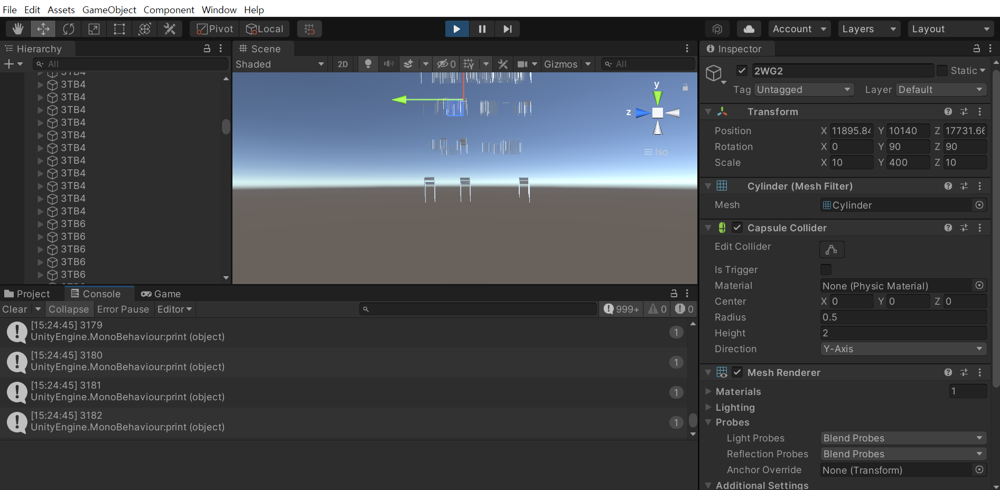 File Edit Assets GameObject Component Window Help
Pivot Local Account Layers Layout
Hierarchy
All
3TB4
3TB4
3TB4
3TB4
3TB4
3TB4
3TB4
3TB4
3TB4
3TB4
3TB4
3TB4
3TB6
3TB6
3TB6
3TB6
3TB6
Scene
Shaded 2D 0 Gizmos All
y
z
Iso
Project Console Game
Clear Collapse Error Pause Editor 999+ 0 0
[15:24:45] 3179
UnityEngine.MonoBehaviour:print (object)
1
[15:24:45] 3180
UnityEngine.MonoBehaviour:print (object)
1
[15:24:45] 3181
UnityEngine.MonoBehaviour:print (object)
1
[15:24:45] 3182
UnityEngine.MonoBehaviour:print (object)
1
Inspector
2WG2 Static
Tag Untagged Layer Default
Transform
Position X 11895.84 Y 10140 Z 17731.66
Rotation X 0 Y 90 Z 90
Scale X 10 Y 400 Z 10
Cylinder (Mesh Filter)
Mesh Cylinder
Capsule Collider
Edit Collider
Is Trigger
Material None (Physic Material)
Center X 0 Y 0 Z 0
Radius 0.5
Height 2
Direction Y-Axis
Mesh Renderer
Materials 1
Lighting
Probes
Light Probes Blend Probes
Reflection Probes Blend Probes
Anchor Override None (Transform)
Additional Settings